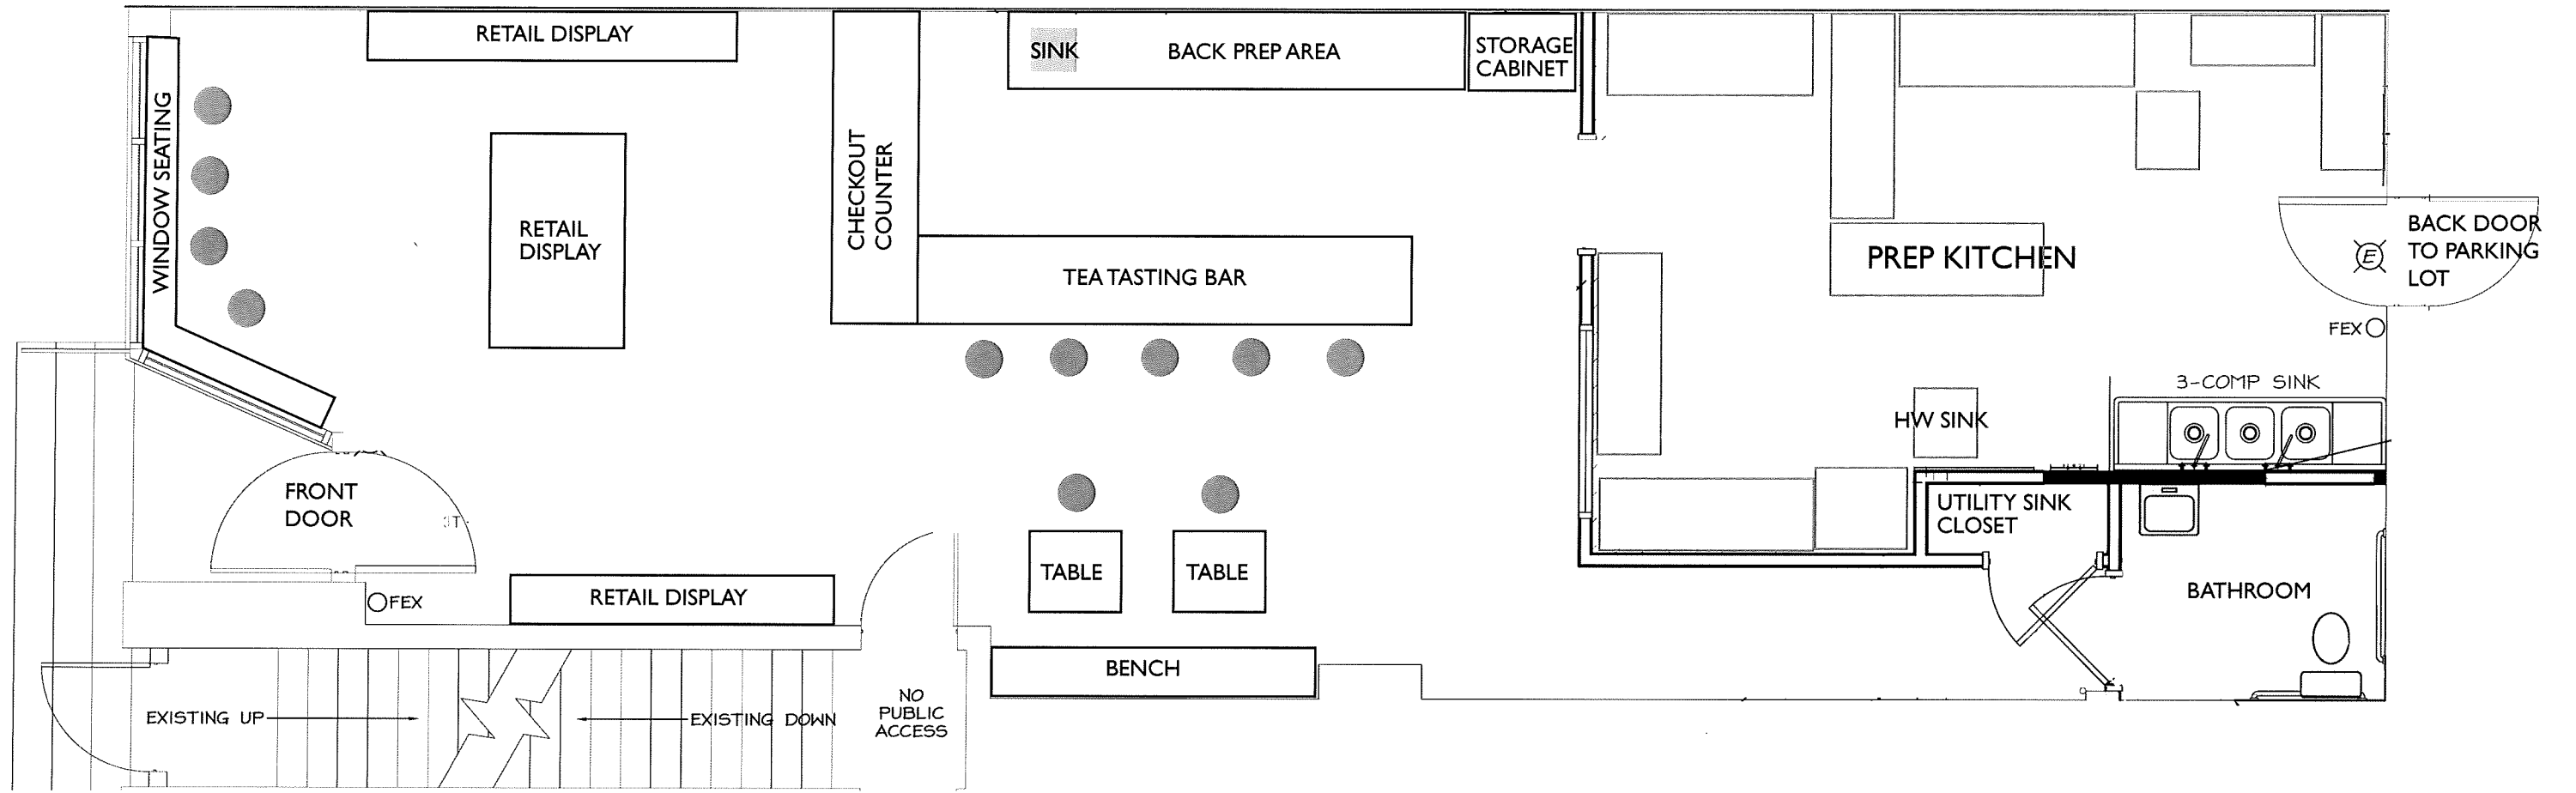 RETAIL DISPLAY
SINK
BACK PREP AREA
STORAGE
CABINET
WINDOW SEATING
RETAIL
DISPLAY
CHECKOUT
COUNTER
TEA TASTING BAR
PREP KITCHEN
BACK DOOR
TO PARKING
LOT
E
FEX
3-COMP SINK
HW SINK
FRONT
DOOR
UTILITY SINK
CLOSET
TABLE
TABLE
BATHROOM
FEX
RETAIL DISPLAY
BENCH
EXISTING UP
EXISTING DOWN
NO
PUBLIC
ACCESS